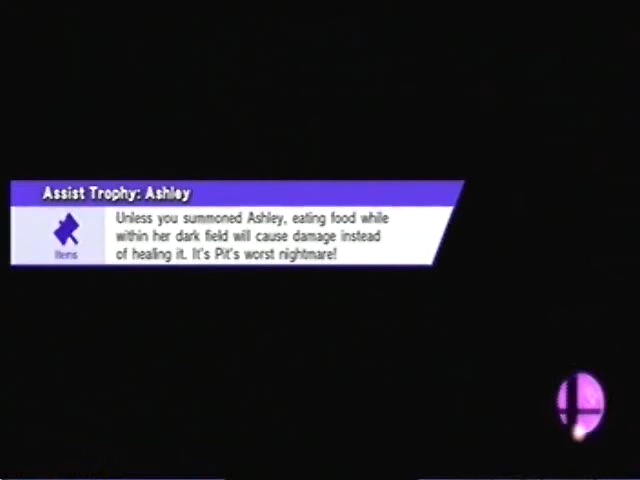 Assist Trophy: Ashley
Unless you summoned Ashley, eating food while
within her dark field will cause damage instead
of healing it. It's Pit's worst nightmare!
Items